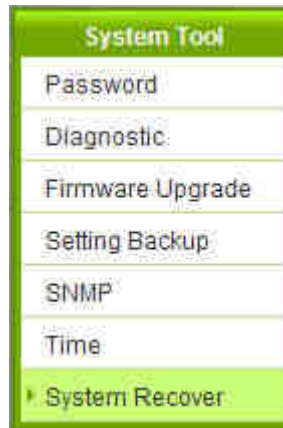 System Tool
Password
Diagnostic
Firmware Upgrade
Setting Backup
SNMP
Time
System Recover